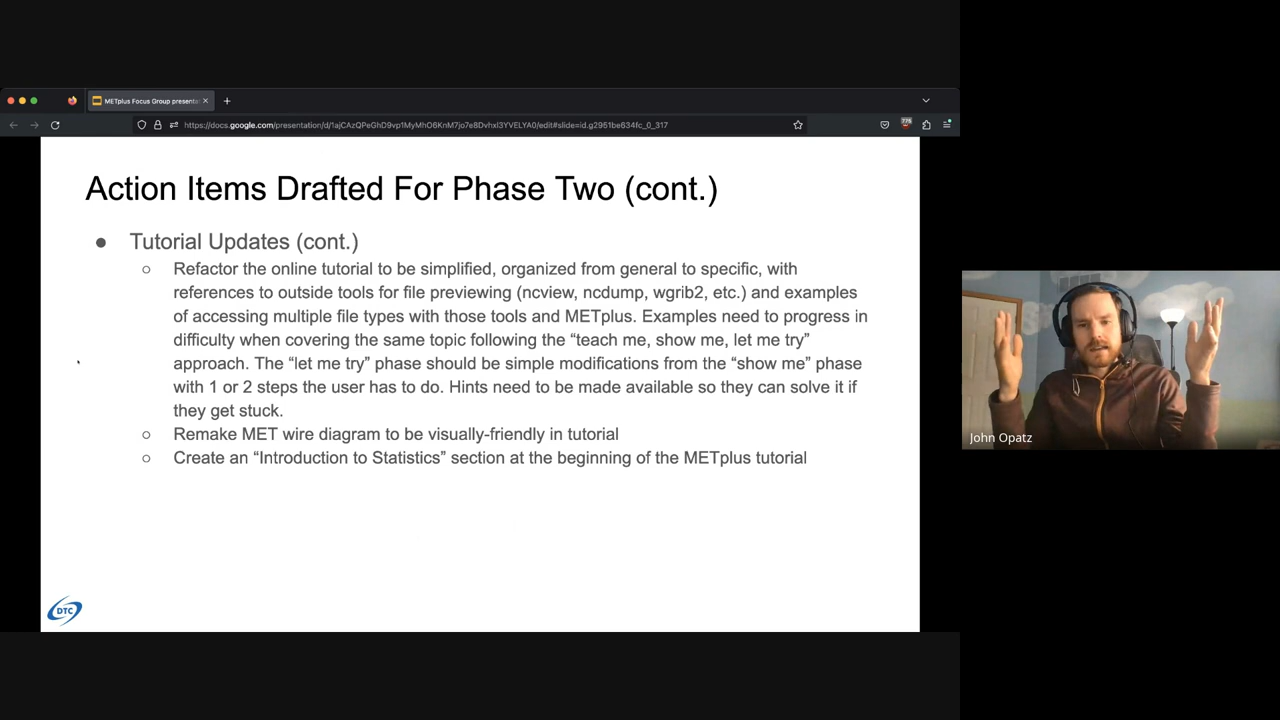 METplus Focus Group presentat
https://docs.google.com/presentation/d/1ajCAzQPeGhD9vp1MyMhO6KnM7jo7e8Dvhxl3YVELYA0/edit#slide=id.g2951be634fc_0_317
775
Action Items Drafted For Phase Two (cont.)
● Tutorial Updates (cont.)
○ Refactor the online tutorial to be simplified, organized from general to specific, with
references to outside tools for file previewing (ncview, ncdump, wgrib2, etc.) and examples
of accessing multiple file types with those tools and METplus. Examples need to progress in
difficulty when covering the same topic following the “teach me, show me, let me try”
approach. The “let me try” phase should be simple modifications from the “show me” phase
with 1 or 2 steps the user has to do. Hints need to be made available so they can solve it if
they get stuck.
○ Remake MET wire diagram to be visually-friendly in tutorial
○ Create an “Introduction to Statistics” section at the beginning of the METplus tutorial
DTC
John Opatz